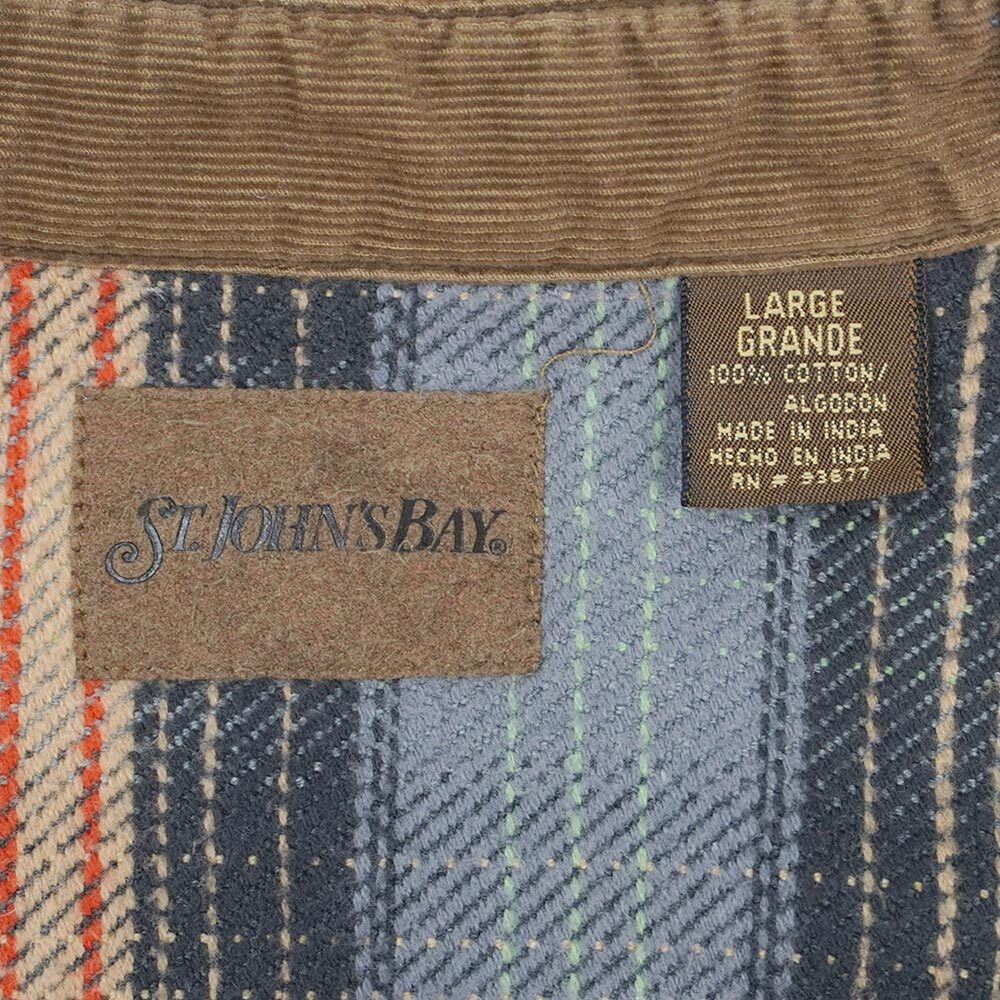 ST. JOHN'S BAY®
LARGE
GRANDE
100% COTTON/
ALGODON
MADE IN INDIA
HECHO EN INDIA
RN # 93677